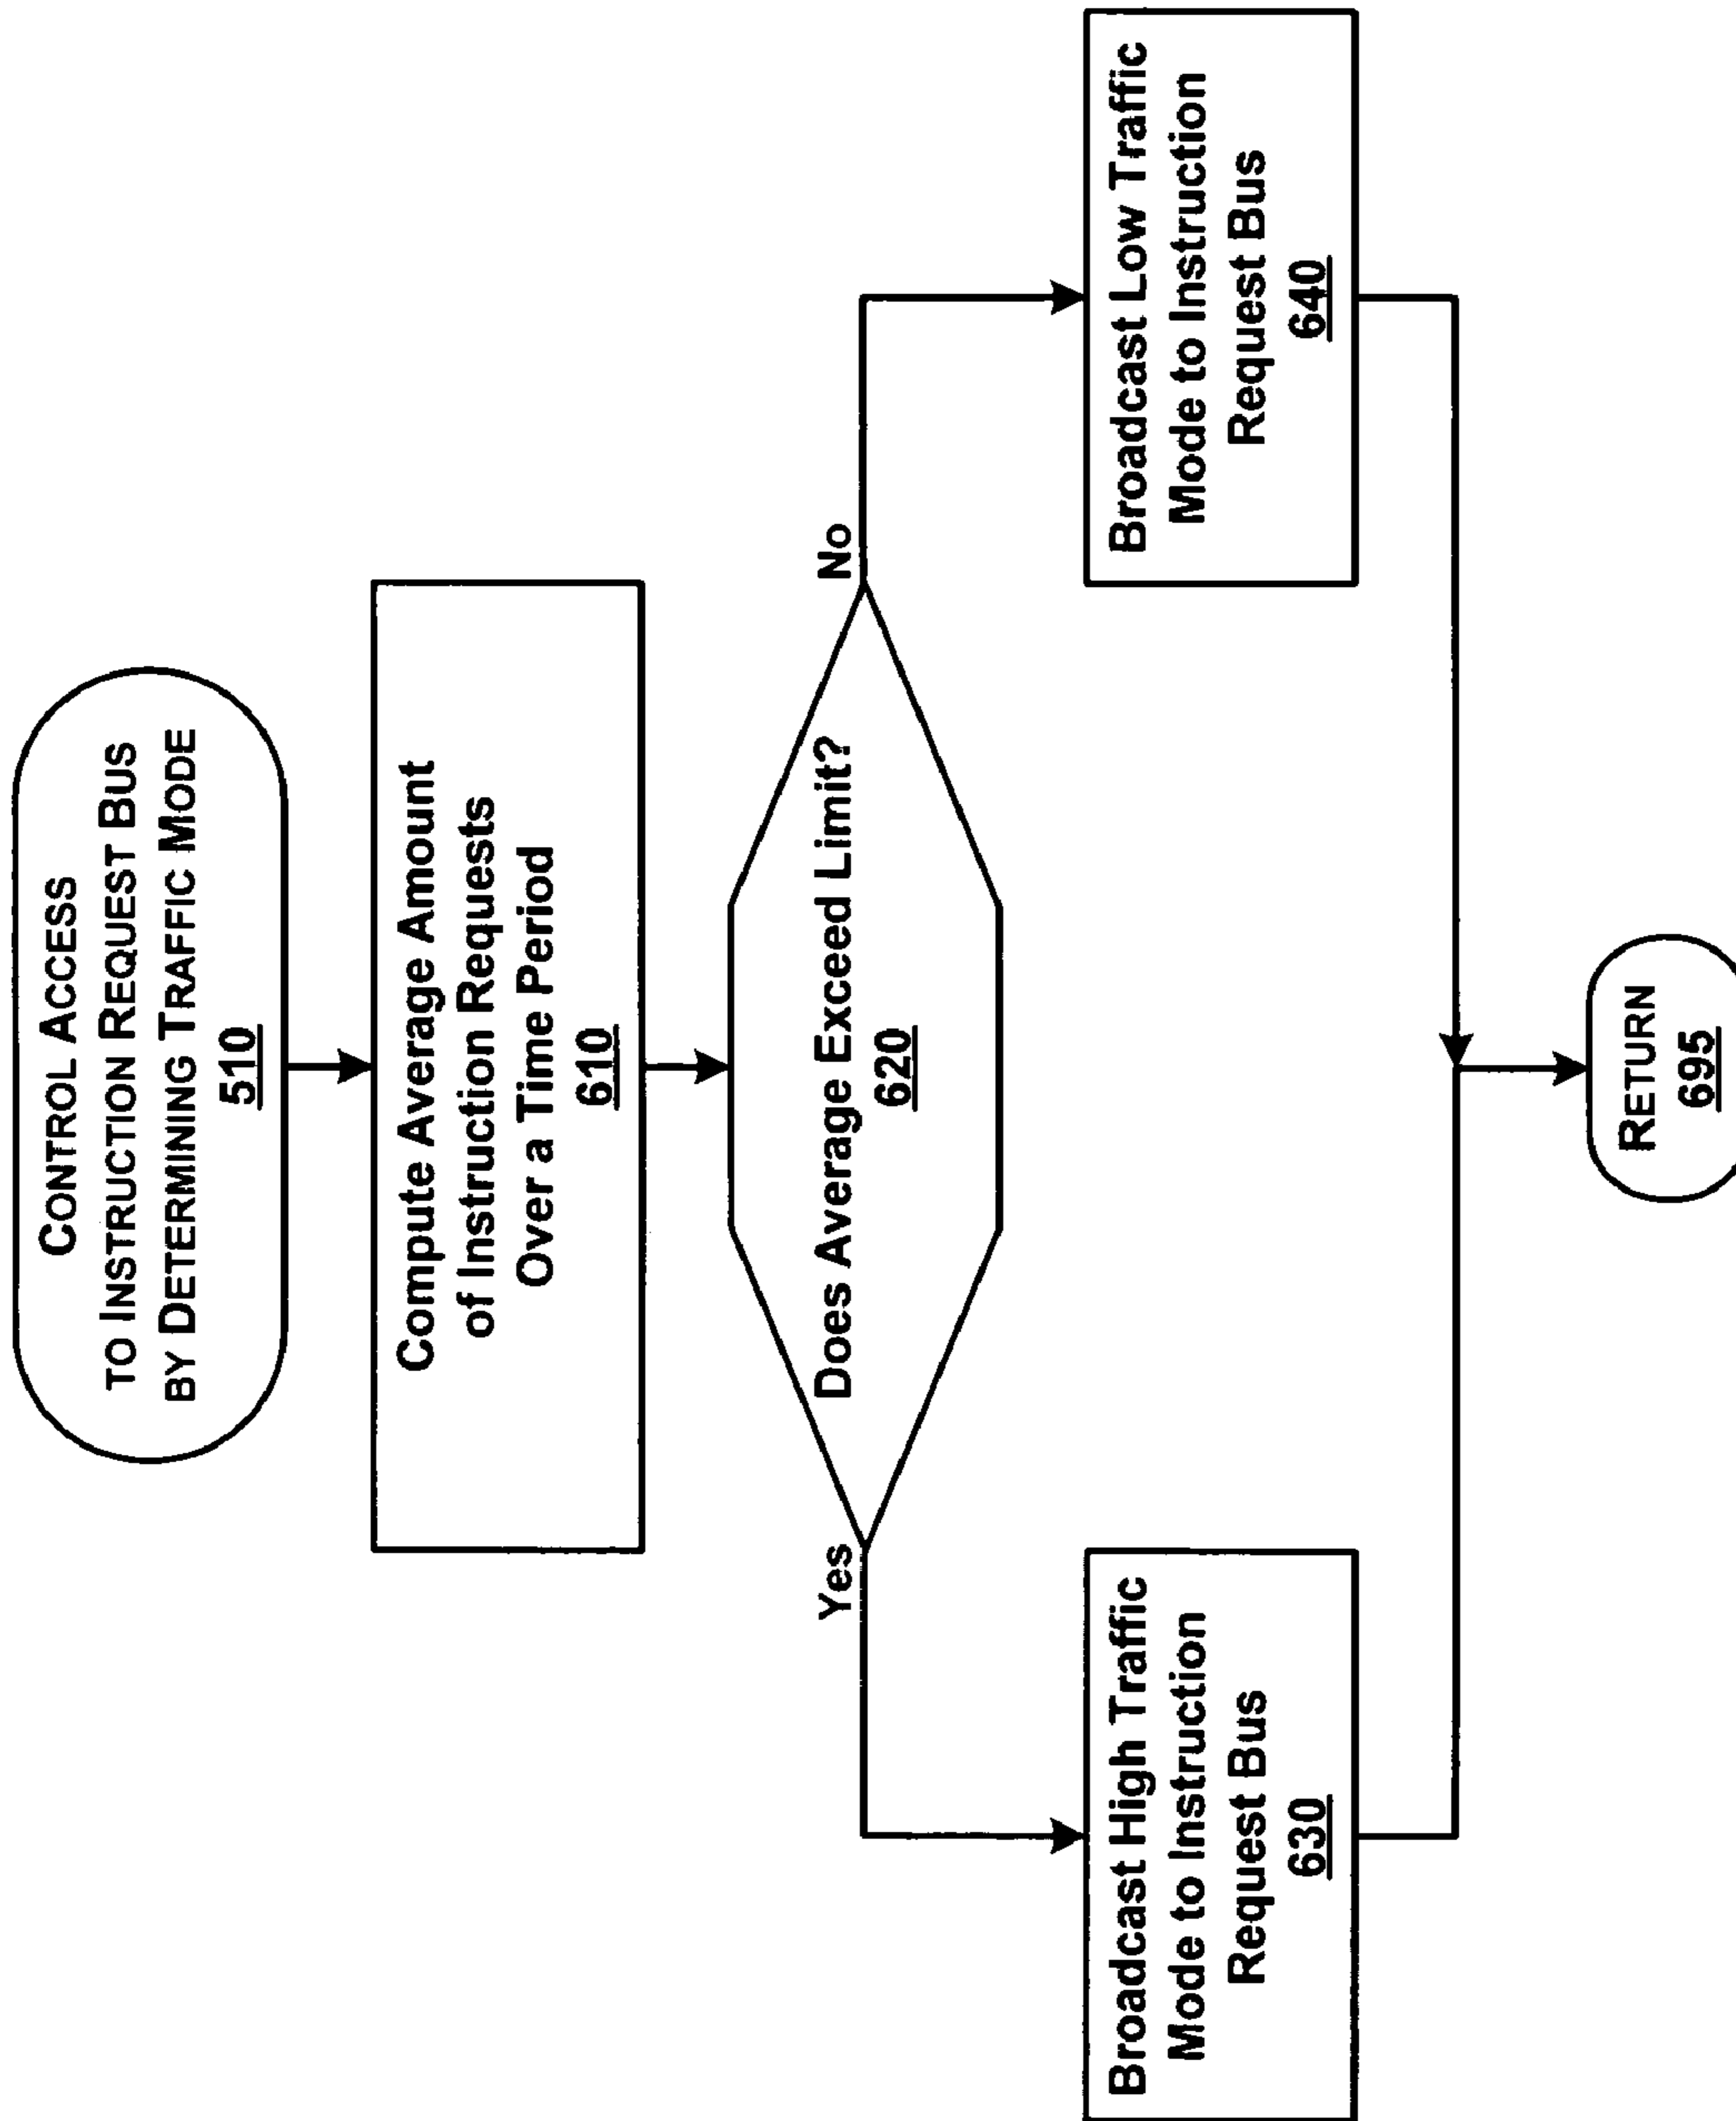 CONTROL ACCESS
TO INSTRUCTION REQUEST BUS
BY DETERMINING TRAFFIC MODE
510
Compute Average Amount
of Instruction Requests
Over a Time Period
610
Does Average Exceed Limit?
620
Yes
No
Broadcast High Traffic
Mode to Instruction
Request Bus
630
Broadcast Low Traffic
Mode to Instruction
Request Bus
640
RETURN
695